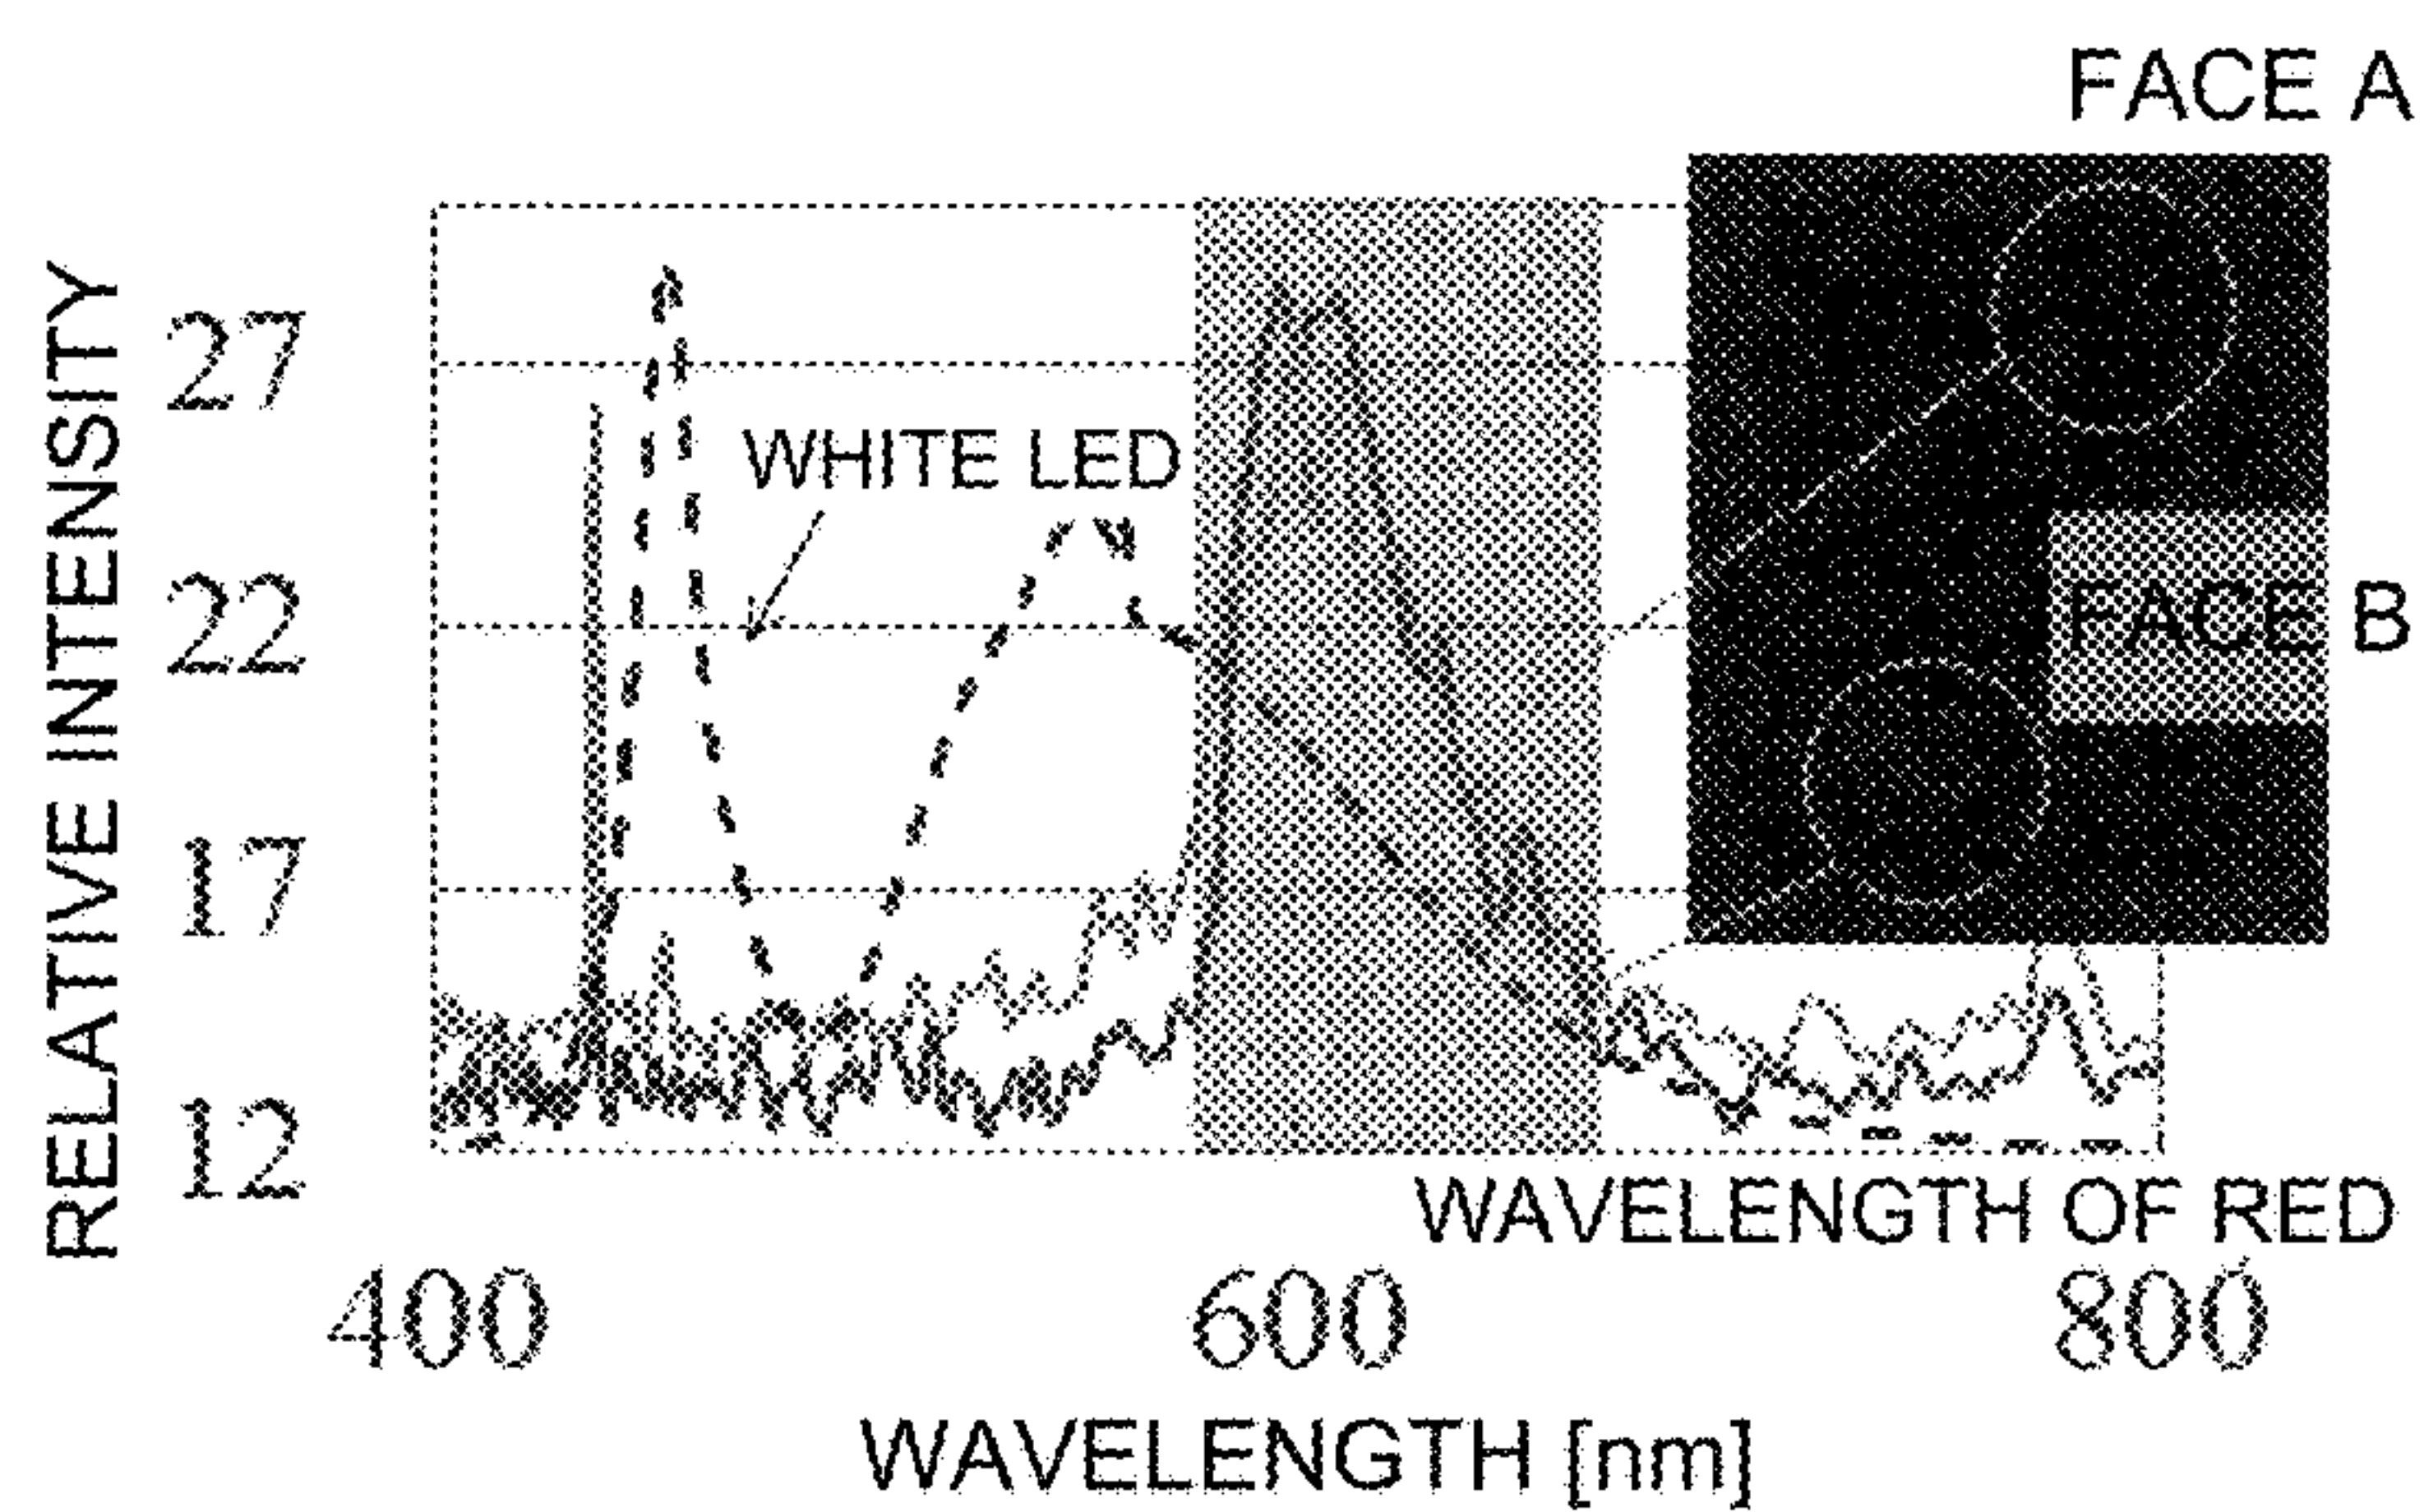 FACE A
RELATIVE INTENSITY
27
WHITE LED
22
FACE B
17
12
WAVELENGTH OF RED
400 600 800
WAVELENGTH [nm]